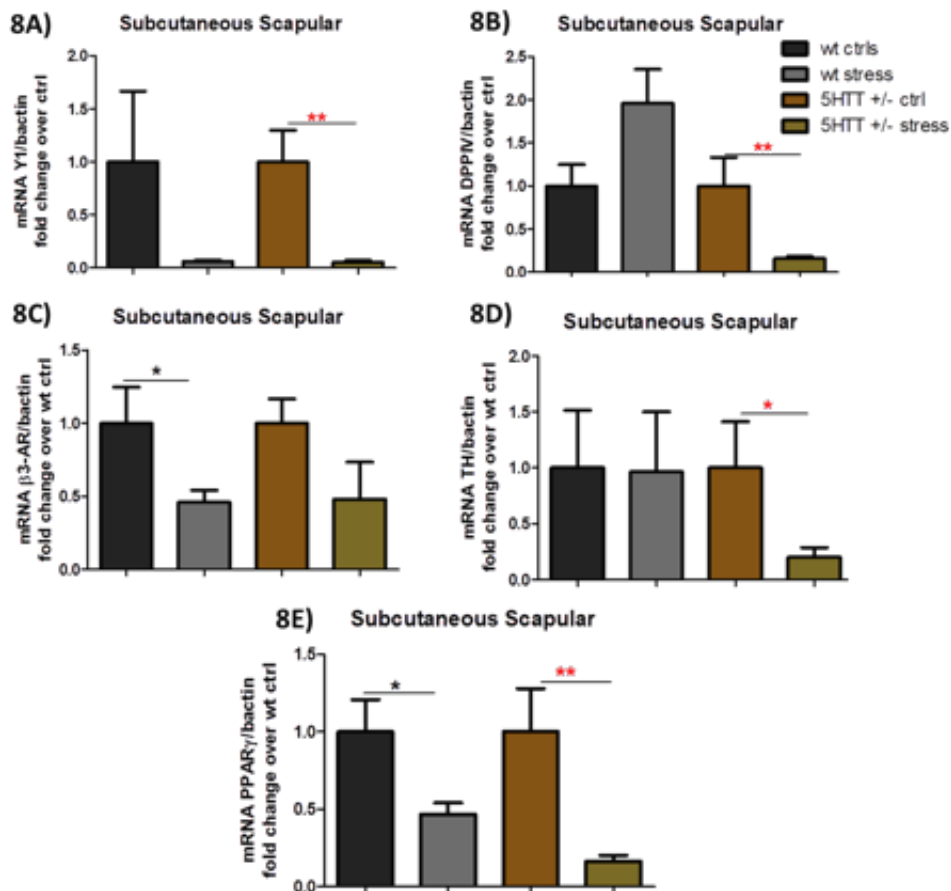 8A)
Subcutaneous Scapular
mRNA Y1/bactin
fold change over ctrl
2.0
1.5
1.0
0.5
0.0
**
8B)
Subcutaneous Scapular
mRNA DPPIV/bactin
fold change over ctrl
2.5
2.0
1.5
1.0
0.5
0.0
**
wt ctrls
wt stress
5HTT +/- ctrl
5HTT +/- stress
8C)
Subcutaneous Scapular
mRNA β3-AR/bactin
fold change over wt ctrl
1.5
1.0
0.5
0.0
*
8D)
Subcutaneous Scapular
mRNA TH/bactin
fold change over wt ctrl
2.0
1.5
1.0
0.5
0.0
*
8E)
Subcutaneous Scapular
mRNA PPARγ/bactin
fold change over wt ctrl
1.5
1.0
0.5
0.0
*
**